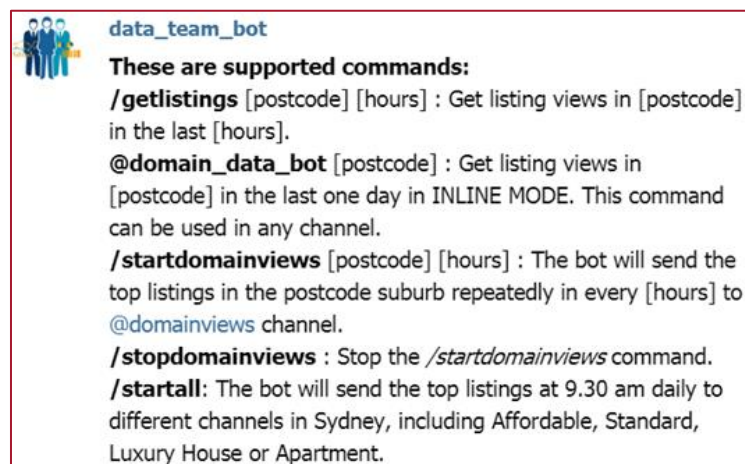 data_team_bot
These are supported commands:
/getlistings [postcode] [hours] : Get listing views in [postcode]
in the last [hours].
@domain_data_bot [postcode] : Get listing views in
[postcode] in the last one day in INLINE MODE. This command
can be used in any channel.
/startdomainviews [postcode] [hours] : The bot will send the
top listings in the postcode suburb repeatedly in every [hours] to
@domainviews channel.
/stopdomainviews : Stop the /startdomainviews command.
/startall: The bot will send the top listings at 9.30 am daily to
different channels in Sydney, including Affordable, Standard,
Luxury House or Apartment.